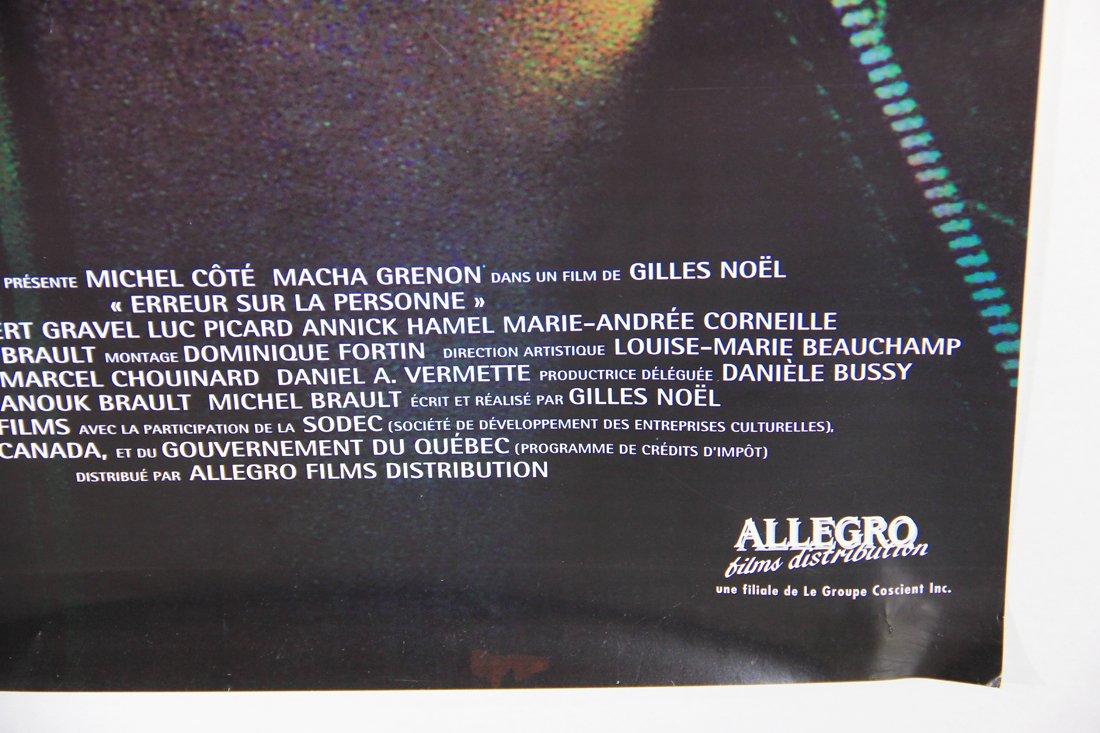 PRÉSENTE MICHEL CÔTÉ MACHA GRENON DANS UN FILM DE GILLES NOËL
« ERREUR SUR LA PERSONNE »
ERT GRAVEL LUC PICARD ANNICK HAMEL MARIE-ANDRÉE CORNEILLE
BRAULT MONTAGE DOMINIQUE FORTIN DIRECTION ARTISTIQUE LOUISE-MARIE BEAUCHAMP
MARCEL CHOUINARD DANIEL A. VERMETTE PRODUCTRICE DÉLÉGUÉE DANIÈLE BUSSY
ANOUK BRAULT MICHEL BRAULT ÉCRIT ET RÉALISÉ PAR GILLES NOËL
FILMS AVEC LA PARTICIPATION DE LA SODEC (SOCIÉTÉ DE DÉVELOPPEMENT DES ENTREPRISES CULTURELLES),
CANADA, ET DU GOUVERNEMENT DU QUÉBEC (PROGRAMME DE CRÉDITS D'IMPÔT)
DISTRIBUÉ PAR ALLEGRO FILMS DISTRIBUTION
ALLEGRO
films distribution
une filiale de Le Groupe Coscient Inc.